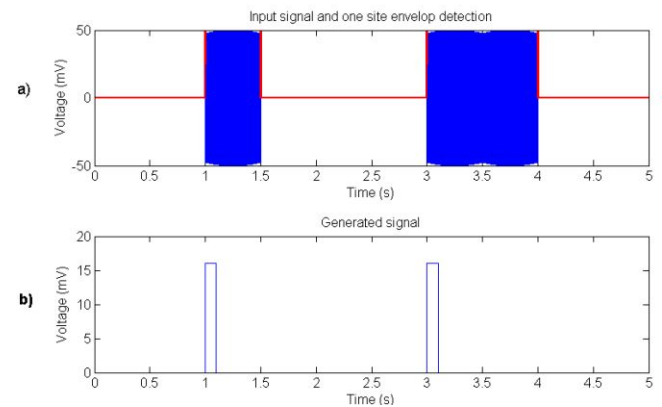 Input signal and one site envelop detection
a)
Voltage (mV)
50
0
-50
0 0.5 1 1.5 2 2.5 3 3.5 4 4.5 5
Time (s)
Generated signal
b)
Voltage (mV)
20
15
10
5
0
0 0.5 1 1.5 2 2.5 3 3.5 4 4.5 5
Time (s)